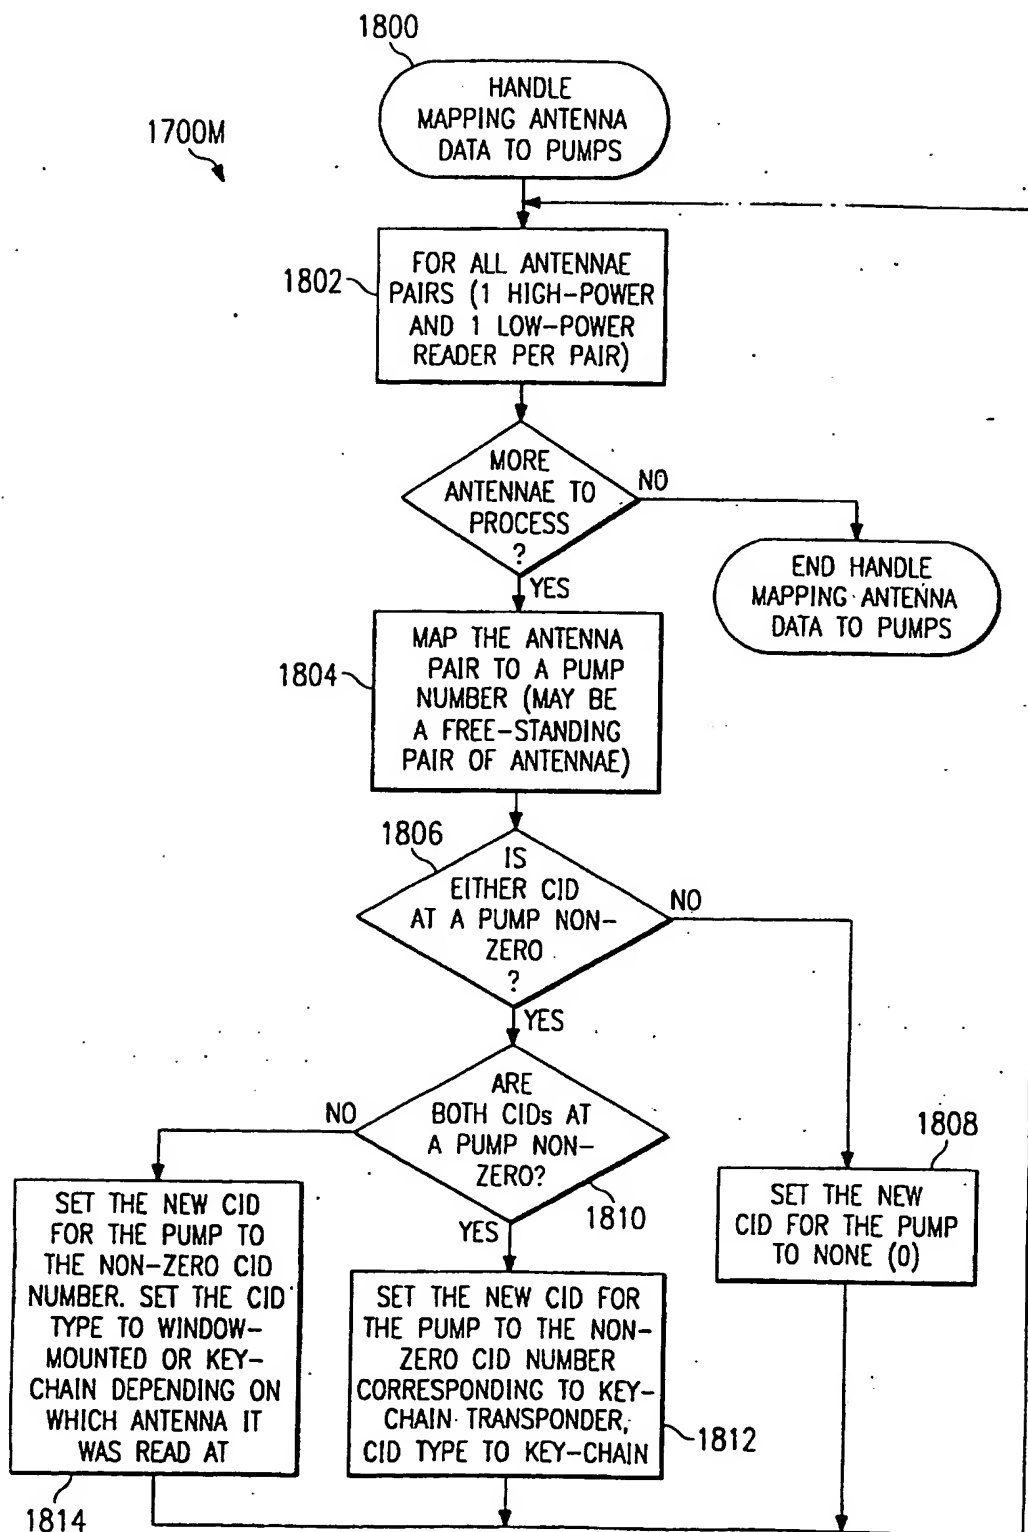 1800
HANDLE
MAPPING ANTENNA
DATA TO PUMPS
1700M
1802
FOR ALL ANTENNAE
PAIRS (1 HIGH-POWER
AND 1 LOW-POWER
READER PER PAIR)
MORE
ANTENNAE TO
PROCESS
?
NO
YES
END HANDLE
MAPPING ANTENNA
DATA TO PUMPS
1804
MAP THE ANTENNA
PAIR TO A PUMP
NUMBER (MAY BE
A FREE-STANDING
PAIR OF ANTENNAE)
1806
IS
EITHER CID
AT A PUMP NON-
ZERO
?
NO
YES
ARE
BOTH CIDs AT
A PUMP NON-
ZERO?
NO
YES
1810
1808
SET THE NEW
CID FOR THE PUMP
TO NONE (0)
SET THE NEW CID
FOR THE PUMP TO
THE NON-ZERO CID
NUMBER. SET THE CID
TYPE TO WINDOW-
MOUNTED OR KEY-
CHAIN DEPENDING ON
WHICH ANTENNA IT
WAS READ AT
1814
SET THE NEW CID FOR
THE PUMP TO THE NON-
ZERO CID NUMBER
CORRESPONDING TO KEY-
CHAIN TRANSPONDER,
CID TYPE TO KEY-CHAIN
1812